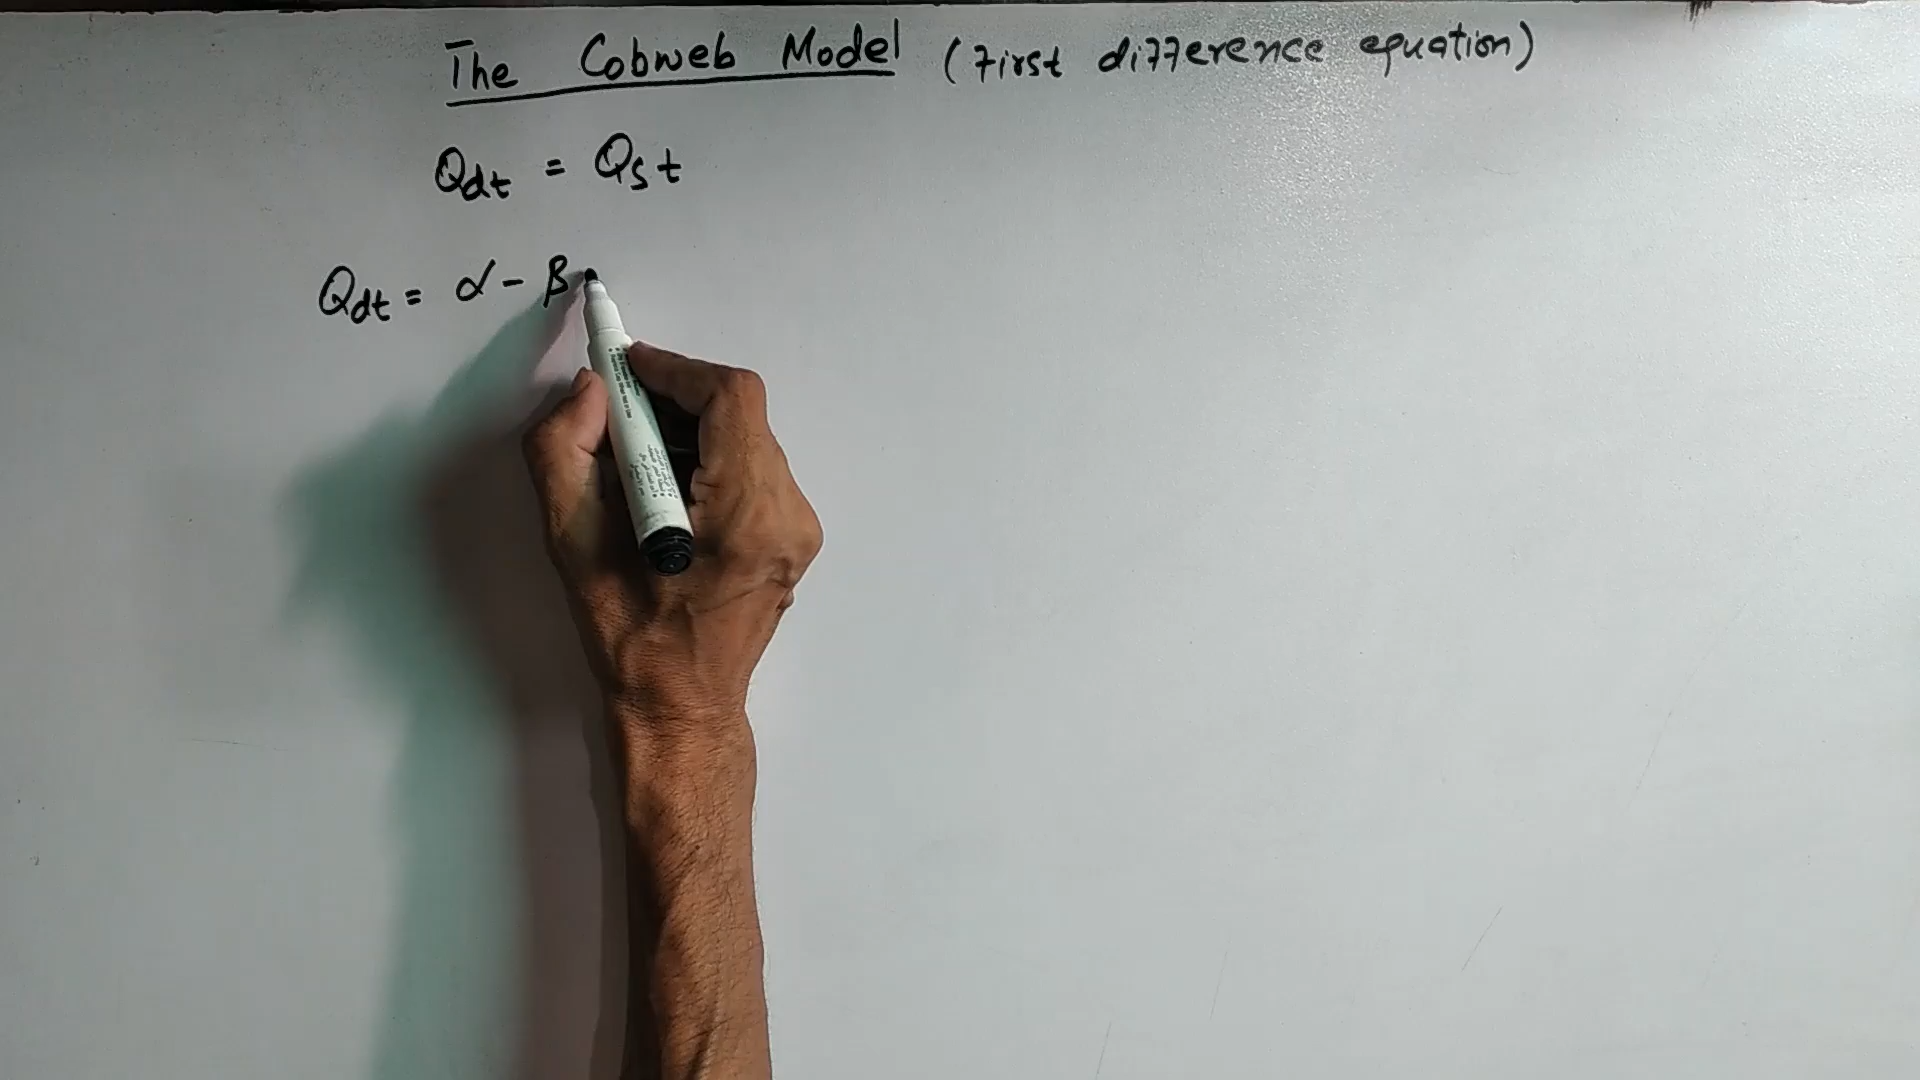 The Cobweb Model (First difference equation)
Qdt = Qst
Qdt = α - β